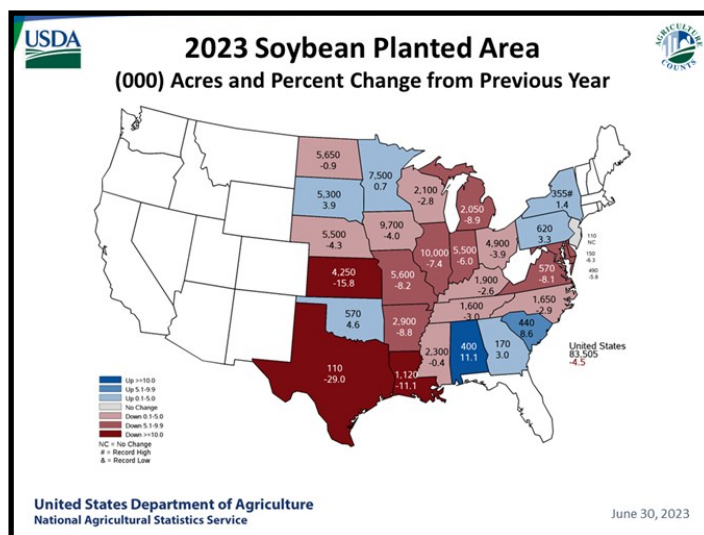 USDA
2023 Soybean Planted Area
(000) Acres and Percent Change from Previous Year
AGRICULTURE
COUNTS
5,650
-0.9
7,500
0.7
5,300
3.9
2,100
-2.8
2,050
-8.9
355#
1.4
5,500
-4.3
9,700
-4.0
620
3.3
110
NC
10,000
-7.4
5,500
-6.0
4,900
-3.9
150
-6.3
490
-5.8
4,250
-15.8
5,600
-8.2
1,900
-2.6
570
-8.1
570
4.6
2,900
-8.8
1,600
-3.0
1,650
-2.9
440
8.6
110
-29.0
1,120
-11.1
2,300
-0.4
400
11.1
170
3.0
United States
83,505
-4.5
Up >=10.0
Up 5.1-9.9
Up 0.1-5.0
No Change
Down 0.1-5.0
Down 5.1-9.9
Down >=10.0
NC = No Change
# = Record High
& = Record Low
United States Department of Agriculture
National Agricultural Statistics Service
June 30, 2023